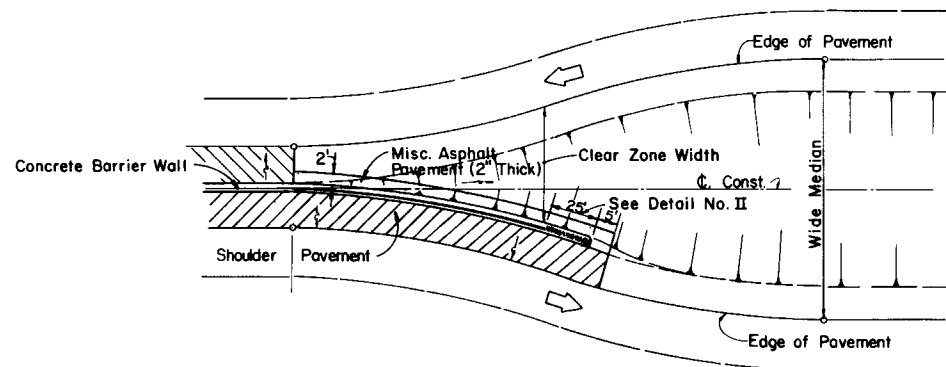 Edge of Pavement
Concrete Barrier Wall
2'
Misc. Asphalt
Pavement (2" Thick)
Clear Zone Width
℄ Const.
25'
5'
See Detail No. II
Wide Median
Shoulder Pavement
Edge of Pavement